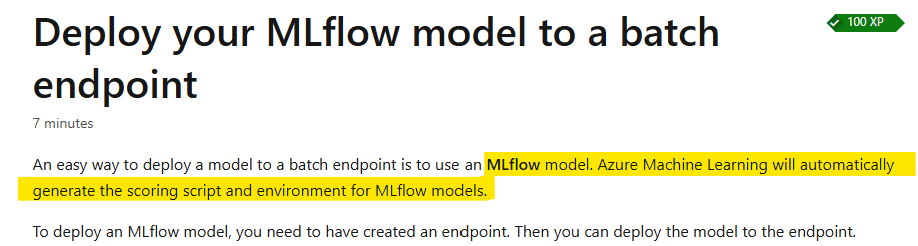 Deploy your MLflow model to a batch
endpoint
100 XP
7 minutes
An easy way to deploy a model to a batch endpoint is to use an MLflow model. Azure Machine Learning will automatically
generate the scoring script and environment for MLflow models.
To deploy an MLflow model, you need to have created an endpoint. Then you can deploy the model to the endpoint.